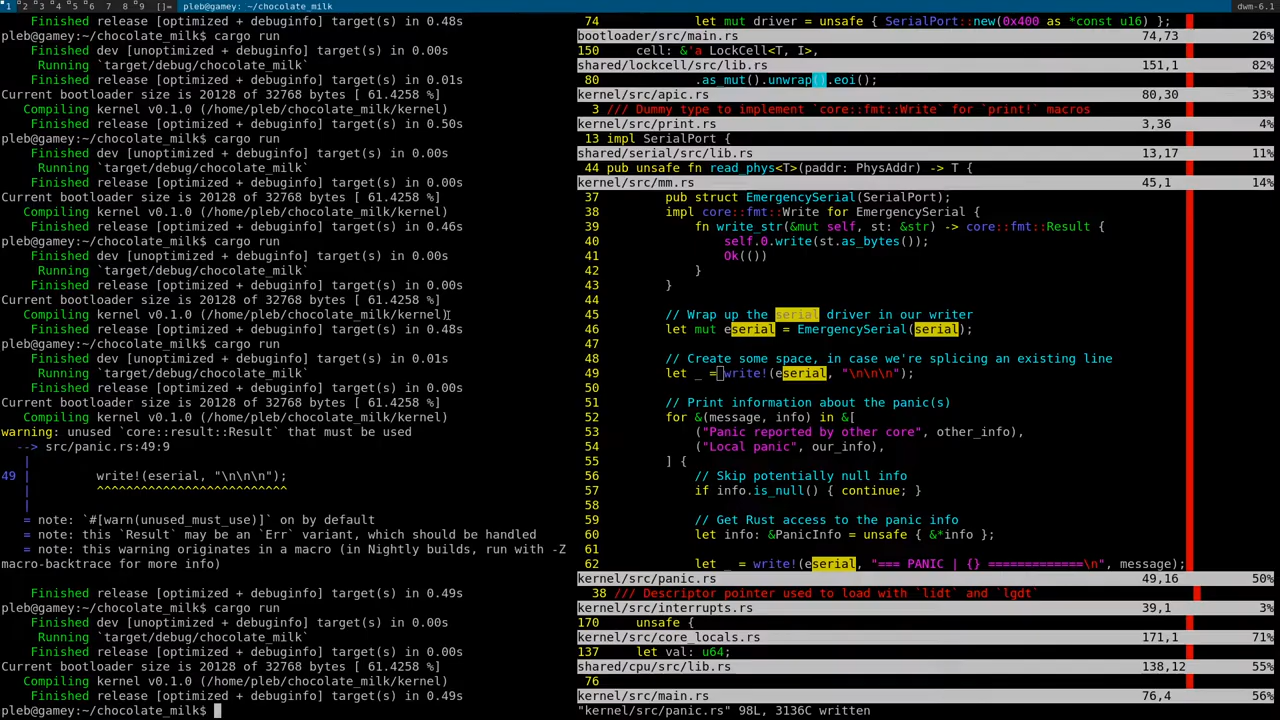 1 2 3 4 5 6 7 8 9 []= pleb@gamey: ~/chocolate_milk dwm-6.1
Finished release [optimized + debuginfo] target(s) in 0.48s
pleb@gamey:~/chocolate_milk$ cargo run
Finished dev [unoptimized + debuginfo] target(s) in 0.00s
Running `target/debug/chocolate_milk`
Finished release [optimized + debuginfo] target(s) in 0.01s
Current bootloader size is 20128 of 32768 bytes [ 61.4258 %]
Compiling kernel v0.1.0 (/home/pleb/chocolate_milk/kernel)
Finished release [optimized + debuginfo] target(s) in 0.50s
pleb@gamey:~/chocolate_milk$ cargo run
Finished dev [unoptimized + debuginfo] target(s) in 0.00s
Running `target/debug/chocolate_milk`
Finished release [optimized + debuginfo] target(s) in 0.00s
Current bootloader size is 20128 of 32768 bytes [ 61.4258 %]
Compiling kernel v0.1.0 (/home/pleb/chocolate_milk/kernel)
Finished release [optimized + debuginfo] target(s) in 0.46s
pleb@gamey:~/chocolate_milk$ cargo run
Finished dev [unoptimized + debuginfo] target(s) in 0.00s
Running `target/debug/chocolate_milk`
Finished release [optimized + debuginfo] target(s) in 0.00s
Current bootloader size is 20128 of 32768 bytes [ 61.4258 %]
Compiling kernel v0.1.0 (/home/pleb/chocolate_milk/kernel)
Finished release [optimized + debuginfo] target(s) in 0.48s
pleb@gamey:~/chocolate_milk$ cargo run
Finished dev [unoptimized + debuginfo] target(s) in 0.01s
Running `target/debug/chocolate_milk`
Finished release [optimized + debuginfo] target(s) in 0.00s
Current bootloader size is 20128 of 32768 bytes [ 61.4258 %]
Compiling kernel v0.1.0 (/home/pleb/chocolate_milk/kernel)
warning: unused `core::result::Result` that must be used
--> src/panic.rs:49:9
|
49 | write!(eserial, "\n\n\n");
| ^^^^^^^^^^^^^^^^^^^^^^^^^^
|
= note: `#[warn(unused_must_use)]` on by default
= note: this `Result` may be an `Err` variant, which should be handled
= note: this warning originates in a macro (in Nightly builds, run with -Z
macro-backtrace for more info)
Finished release [optimized + debuginfo] target(s) in 0.49s
pleb@gamey:~/chocolate_milk$ cargo run
Finished dev [unoptimized + debuginfo] target(s) in 0.00s
Running `target/debug/chocolate_milk`
Finished release [optimized + debuginfo] target(s) in 0.00s
Current bootloader size is 20128 of 32768 bytes [ 61.4258 %]
Compiling kernel v0.1.0 (/home/pleb/chocolate_milk/kernel)
Finished release [optimized + debuginfo] target(s) in 0.49s
pleb@gamey:~/chocolate_milk$
74 let mut driver = unsafe { SerialPort::new(0x400 as *const u16) };
bootloader/src/main.rs 74,73 26%
150 cell: &'a LockCell<T, I>,
shared/lockcell/src/lib.rs 151,1 82%
80 .as_mut().unwrap().eoi();
kernel/src/apic.rs 80,30 33%
3 /// Dummy type to implement `core::fmt::Write` for `print!` macros
kernel/src/print.rs 3,36 4%
13 impl SerialPort {
shared/serial/src/lib.rs 13,17 11%
44 pub unsafe fn read_phys<T>(paddr: PhysAddr) -> T {
kernel/src/mm.rs 45,1 14%
37 pub struct EmergencySerial(SerialPort);
38 impl core::fmt::Write for EmergencySerial {
39 fn write_str(&mut self, st: &str) -> core::fmt::Result {
40 self.0.write(st.as_bytes());
41 Ok(())
42 }
43 }
44
45 // Wrap up the serial driver in our writer
46 let mut eserial = EmergencySerial(serial);
47
48 // Create some space, in case we're splicing an existing line
49 let _ = write!(eserial, "\n\n\n");
50
51 // Print information about the panic(s)
52 for &(message, info) in &[
53 ("Panic reported by other core", other_info),
54 ("Local panic", our_info),
55 ] {
56 // Skip potentially null info
57 if info.is_null() { continue; }
58
59 // Get Rust access to the panic info
60 let info: &PanicInfo = unsafe { &*info };
61
62 let _ = write!(eserial, "=== PANIC | {} =============\n", message);
kernel/src/panic.rs 49,16 50%
38 /// Descriptor pointer used to load with `lidt` and `lgdt`
kernel/src/interrupts.rs 39,1 3%
170 unsafe {
kernel/src/core_locals.rs 171,1 71%
137 let val: u64;
shared/cpu/src/lib.rs 138,12 55%
76
kernel/src/main.rs 76,4 56%
"kernel/src/panic.rs" 98L, 3136C written